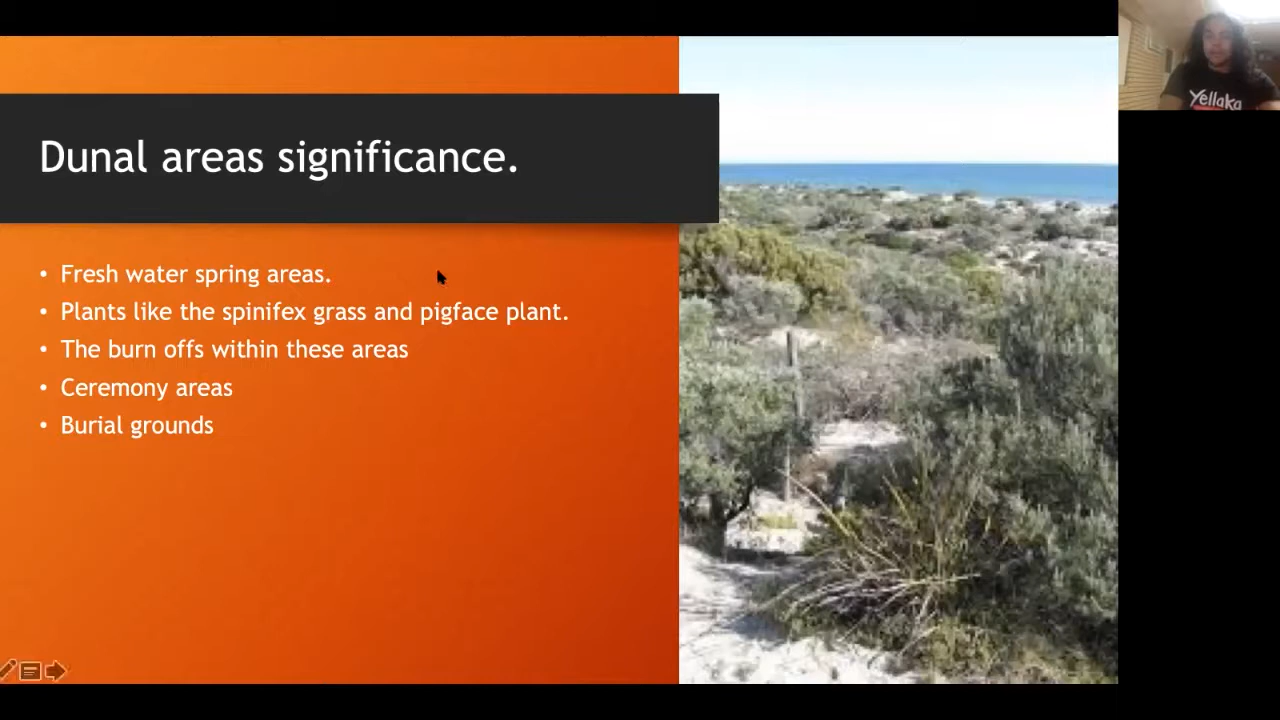 Dunal areas significance.
• Fresh water spring areas.
• Plants like the spinifex grass and pigface plant.
• The burn offs within these areas
• Ceremony areas
• Burial grounds
Yellaka